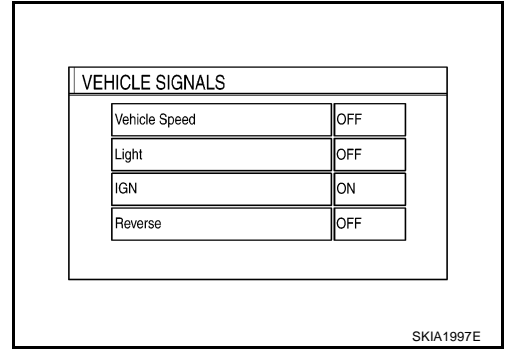 VEHICLE SIGNALS
Vehicle Speed OFF
Light OFF
IGN ON
Reverse OFF
SKIA1997E